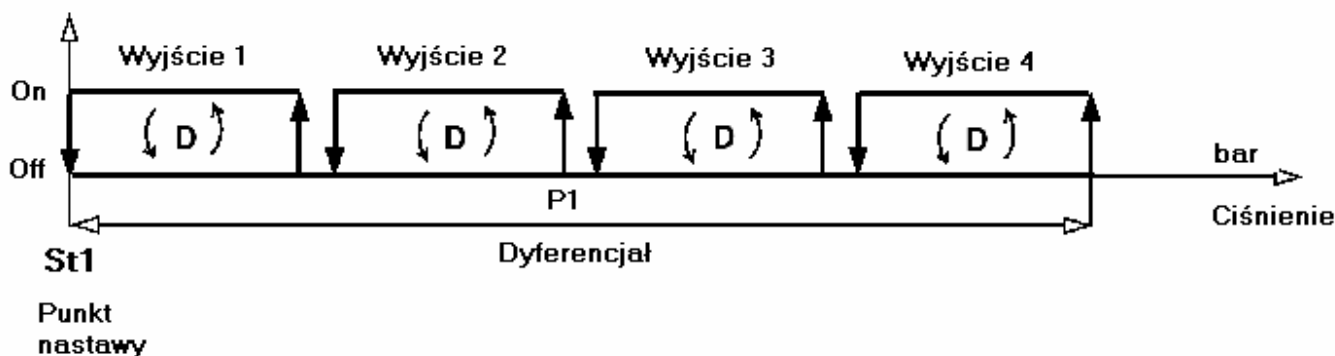 Wyjście 1 Wyjście 2 Wyjście 3 Wyjście 4
On
D D D D
Off
bar
P1
Ciśnienie
Dyferencjał
St1
Punkt
nastawy